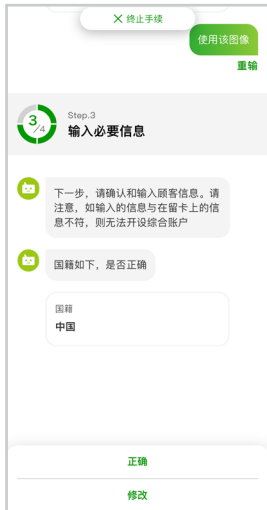 ╳ 终止手续
使用该图像
重输
3/4
Step.3
输入必要信息
下一步，请确认和输入顾客信息。请
注意，如输入的信息与在留卡上的信
息不符，则无法开设综合账户
国籍如下，是否正确
国籍
中国
正确
修改